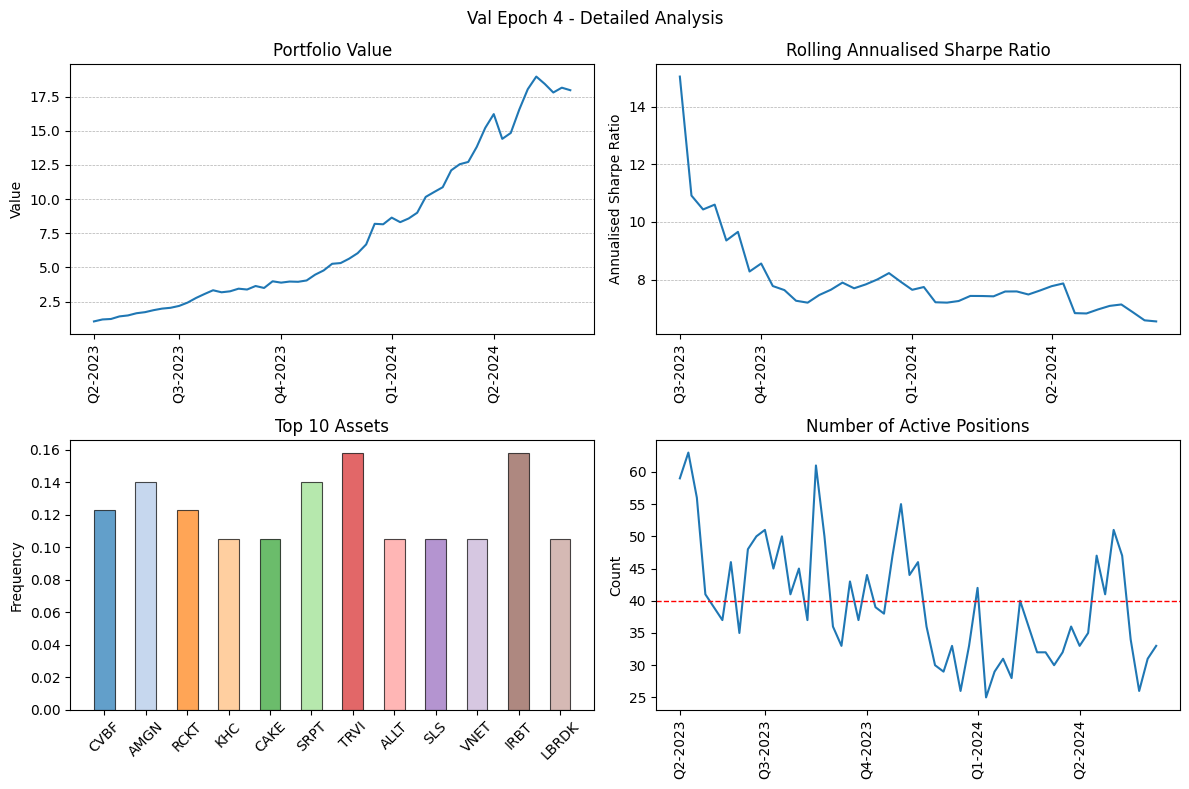 Val Epoch 4 - Detailed Analysis
Portfolio Value
Value
17.5
15.0
12.5
10.0
7.5
5.0
2.5
Q2-2023
Q3-2023
Q4-2023
Q1-2024
Q2-2024
Rolling Annualised Sharpe Ratio
Annualised Sharpe Ratio
14
12
10
8
Q3-2023
Q4-2023
Q1-2024
Q2-2024
Top 10 Assets
Frequency
0.16
0.14
0.12
0.10
0.08
0.06
0.04
0.02
0.00
CVBF
AMGN
RCKT
KHC
CAKE
SRPT
TRVI
ALLT
SLS
VNET
IRBT
LBRDK
Number of Active Positions
Count
60
55
50
45
40
35
30
25
Q2-2023
Q3-2023
Q4-2023
Q1-2024
Q2-2024